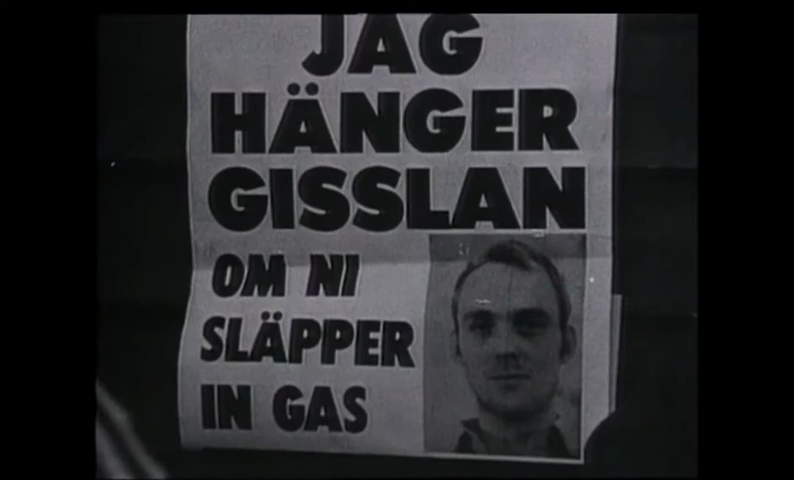 JAG
HÄNGER
GISSLAN
OM NI
SLÄPPER
IN GAS